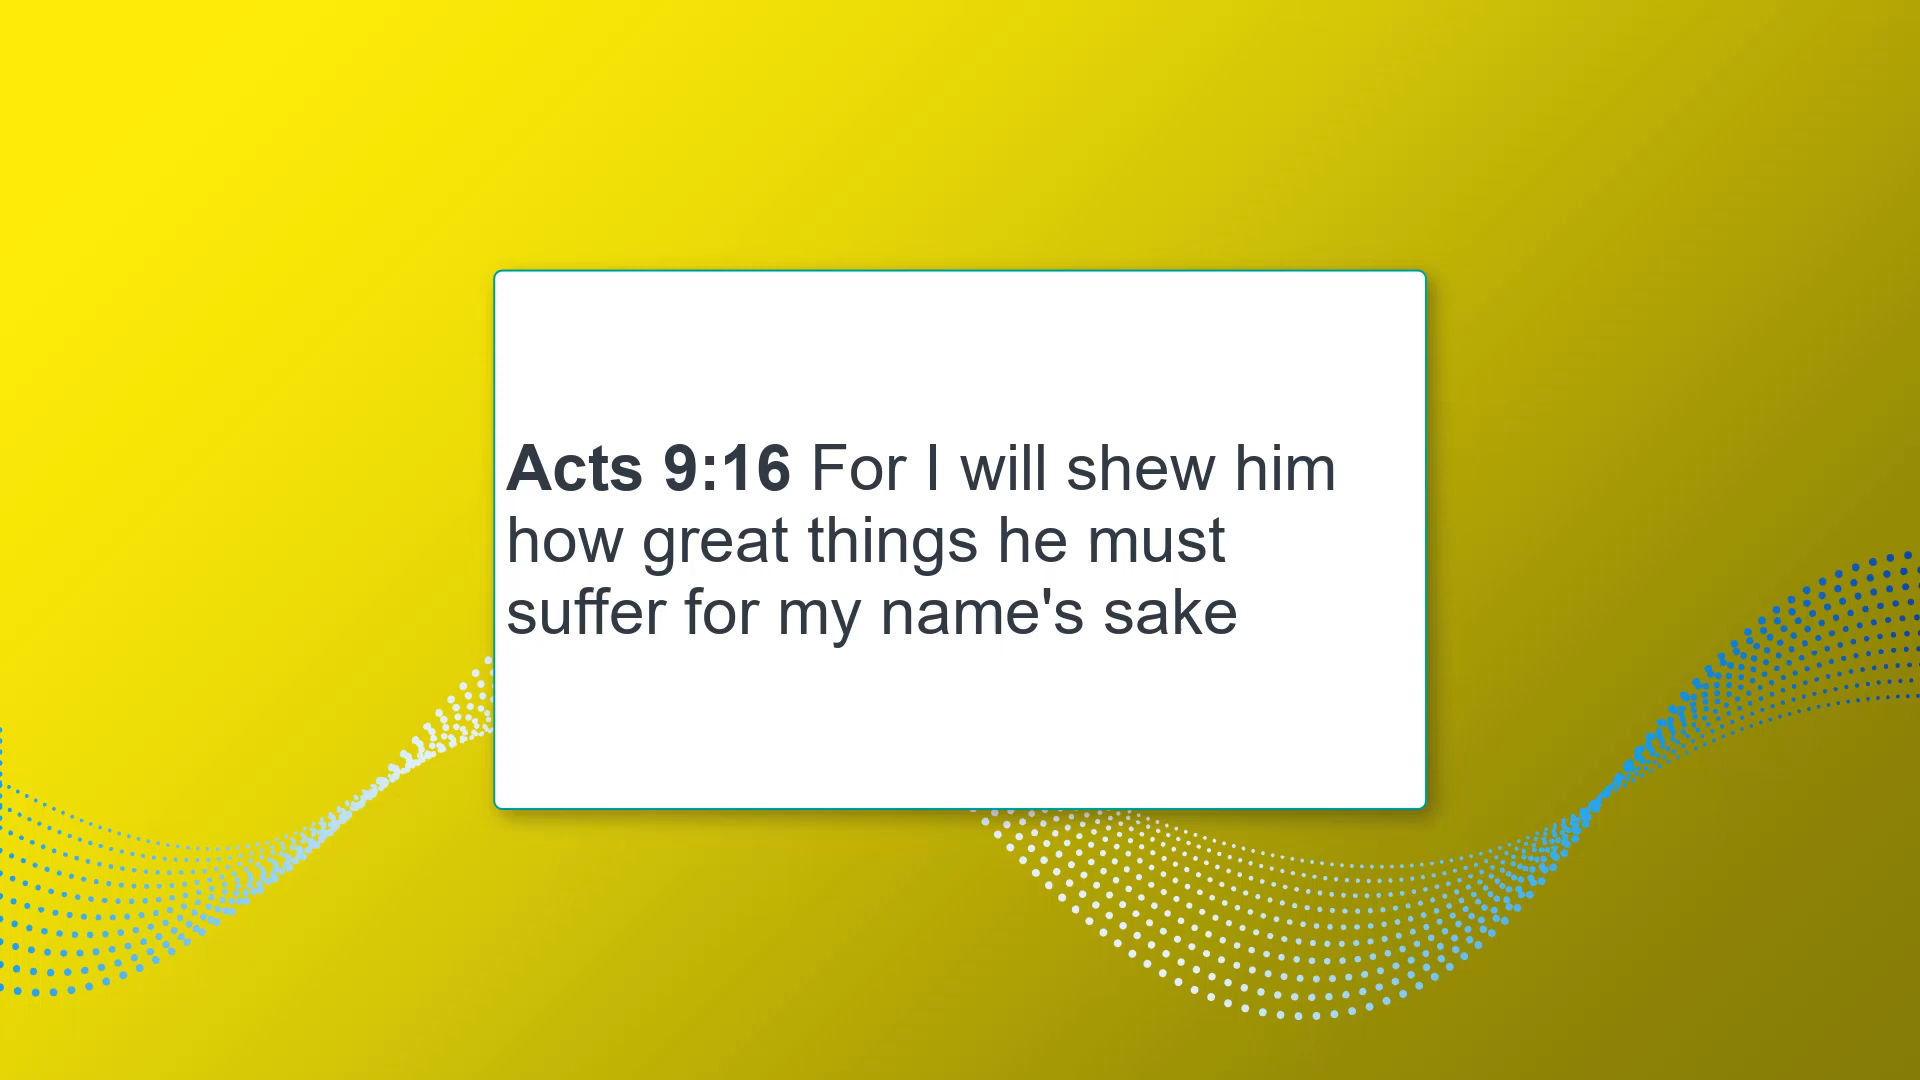 Acts 9:16 For I will shew him
how great things he must
suffer for my name's sake